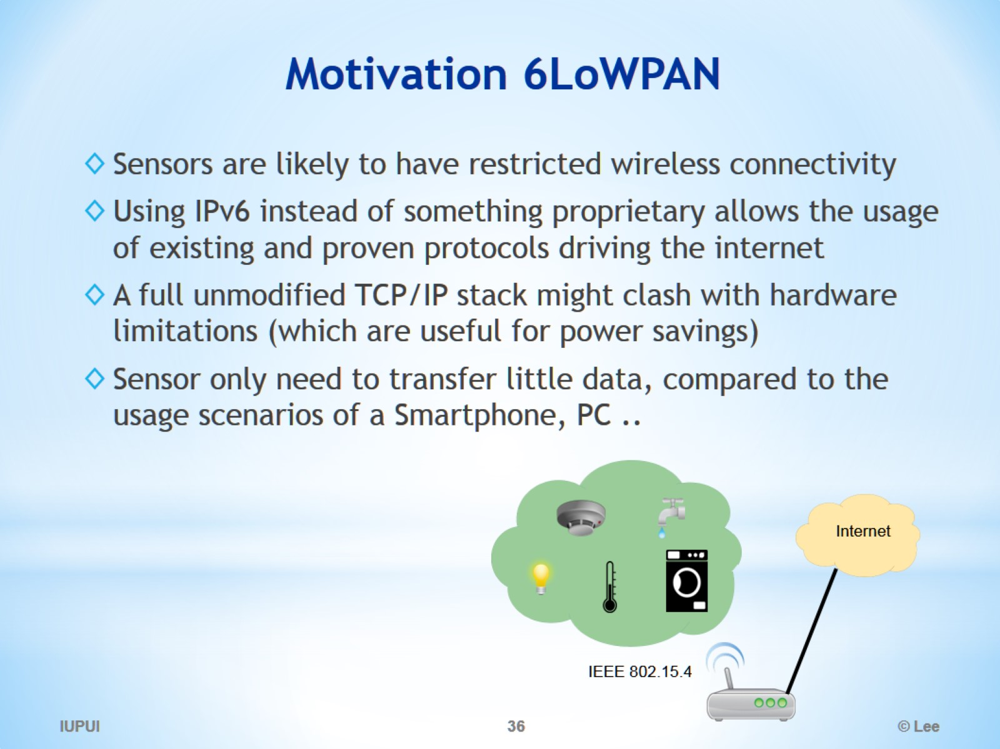 Motivation 6LoWPAN
Sensors are likely to have restricted wireless connectivity
Using IPv6 instead of something proprietary allows the usage
of existing and proven protocols driving the internet
A full unmodified TCP/IP stack might clash with hardware
limitations (which are useful for power savings)
Sensor only need to transfer little data, compared to the
usage scenarios of a Smartphone, PC ..
Internet
IEEE 802.15.4
IUPUI
36
© Lee